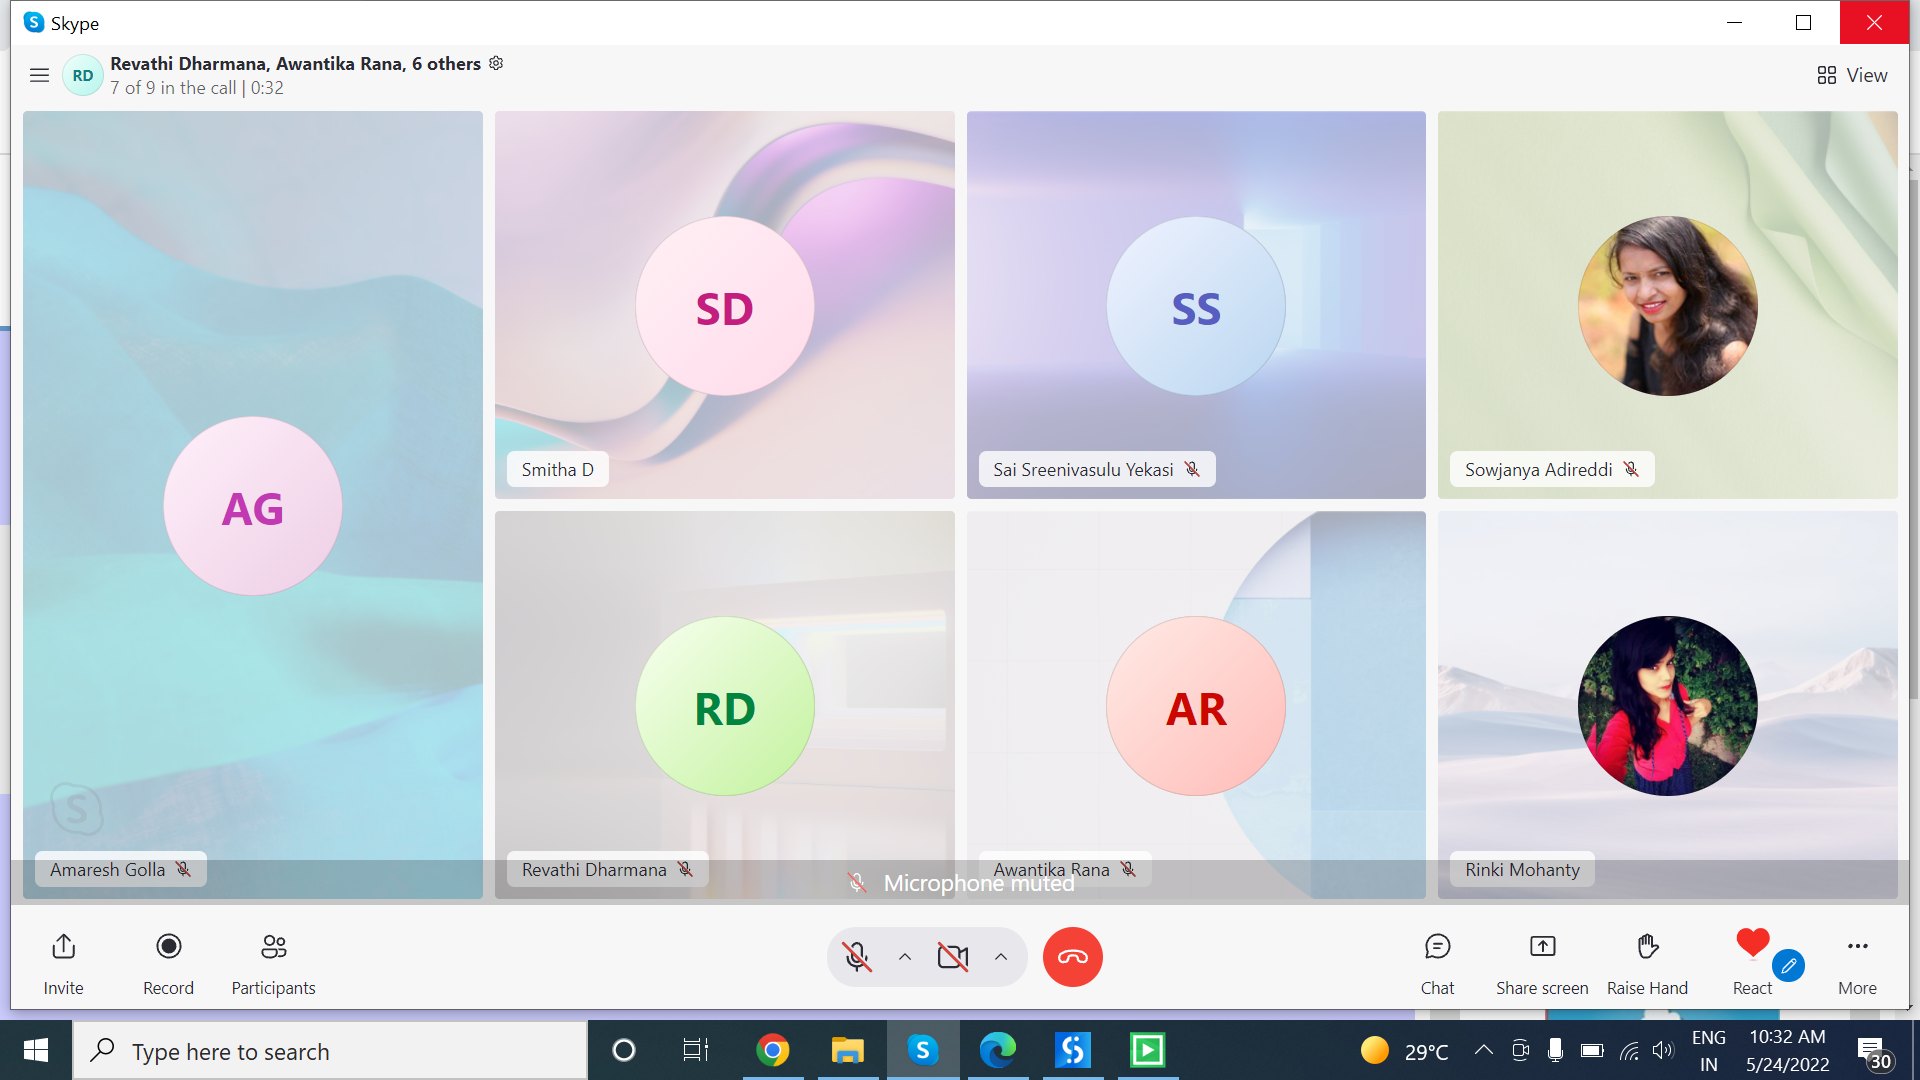 S Skype
RD
Revathi Dharmana, Awantika Rana, 6 others
7 of 9 in the call | 0:32
View
AG
SD
SS
Smitha D
Sai Sreenivasulu Yekasi
Sowjanya Adireddi
RD
AR
S
Amaresh Golla
Revathi Dharmana
Awantika Rana
Rinki Mohanty
Microphone muted
Invite
Record
Participants
Chat
Share screen
Raise Hand
React
More
Type here to search
S
29°C
ENG
IN
10:32 AM
5/24/2022
30